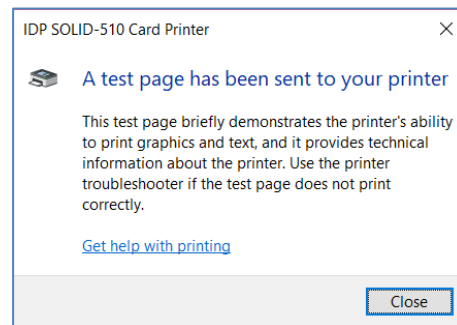 IDP SOLID-510 Card Printer
A test page has been sent to your printer
This test page briefly demonstrates the printer's ability
to print graphics and text, and it provides technical
information about the printer. Use the printer
troubleshooter if the test page does not print
correctly.
Get help with printing
Close